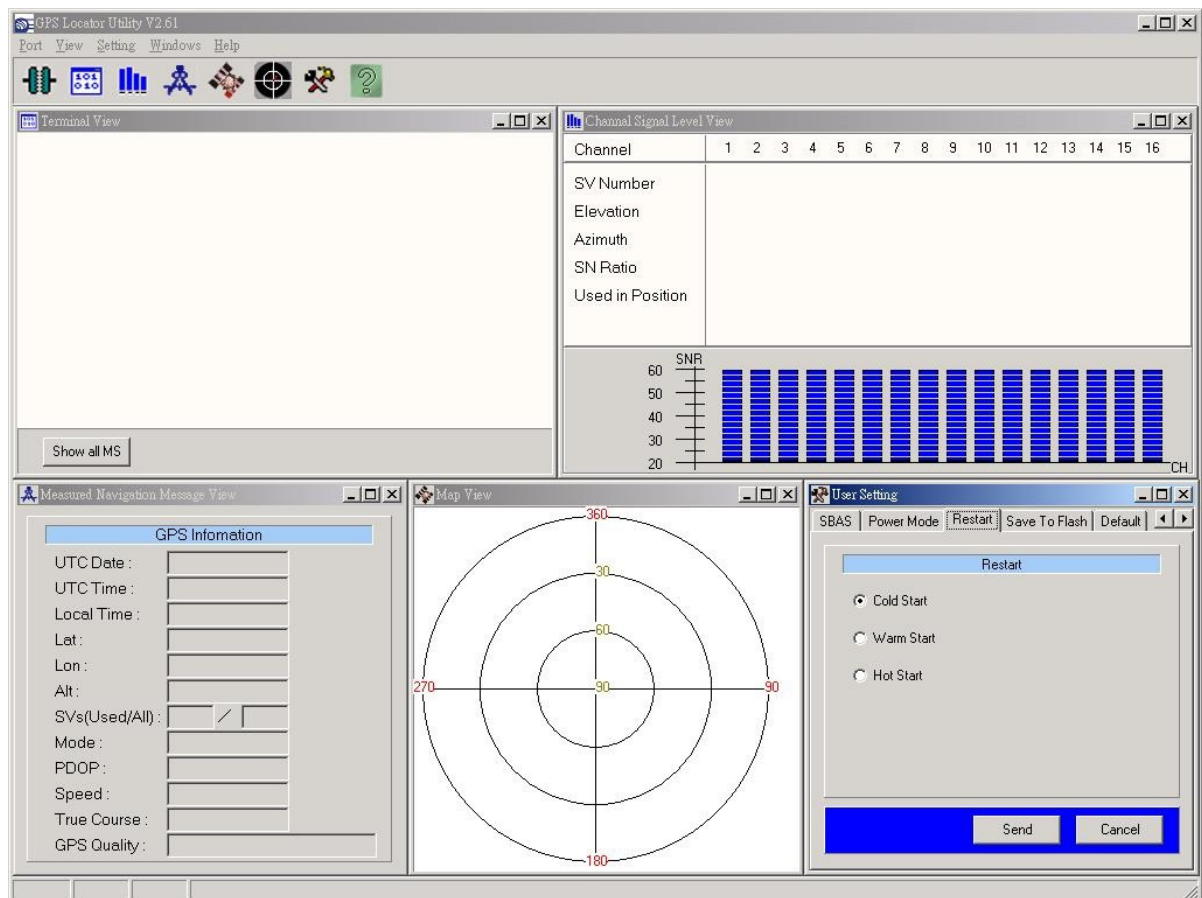 GPS Locator Utility V2.61
Port View Setting Windows Help
101
010
Terminal View
Show all MS
Channal Signal Level View
Channel 1 2 3 4 5 6 7 8 9 10 11 12 13 14 15 16
SV Number
Elevation
Azimuth
SN Ratio
Used in Position
SNR
60
50
40
30
20
CH
Measured Navigation Message View
GPS Infomation
UTC Date :
UTC Time :
Local Time :
Lat :
Lon :
Alt :
SVs(Used/All) : /
Mode :
PDOP :
Speed :
True Course :
GPS Quality :
Map View
360
30
60
270 90 90
180
User Setting
SBAS Power Mode Restart Save To Flash Default
Restart
Cold Start
Warm Start
Hot Start
Send Cancel